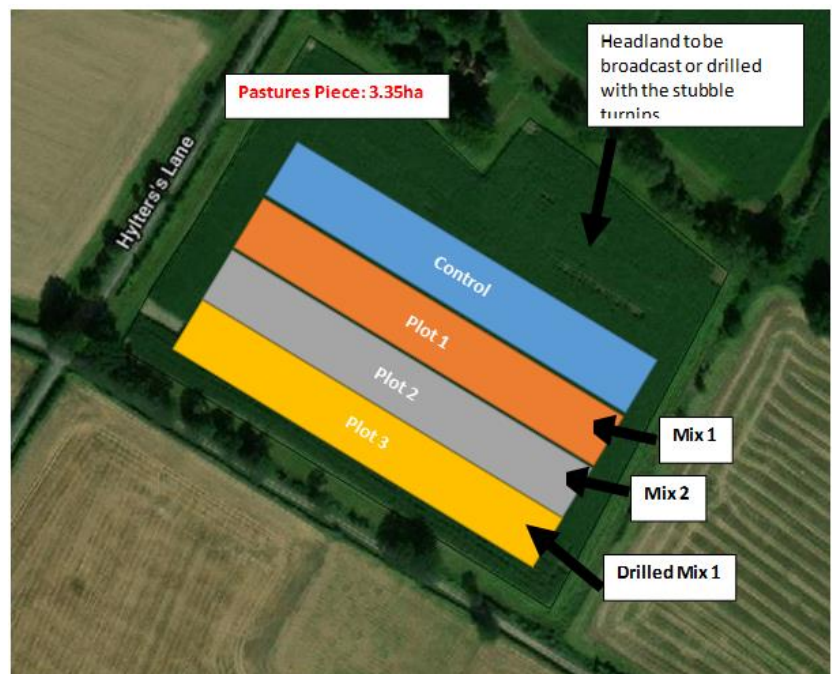 Pastures Piece: 3.35ha
Headland to be
broadcast or drilled
with the stubble
turnips
Hylters's Lane
Control
Plot 1
Plot 2
Plot 3
Mix 1
Mix 2
Drilled Mix 1